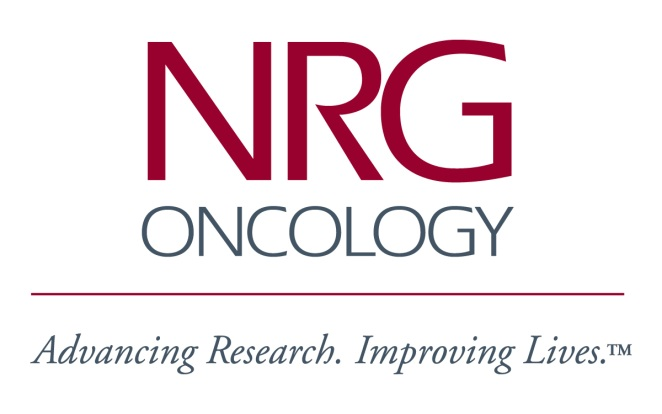 NRG
ONCOLOGY
Advancing Research. Improving Lives.™